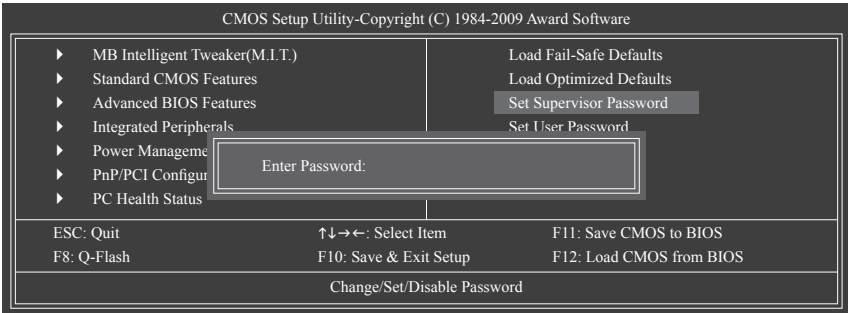 CMOS Setup Utility-Copyright (C) 1984-2009 Award Software
MB Intelligent Tweaker(M.I.T.)
Standard CMOS Features
Advanced BIOS Features
Integrated Peripherals
Power Manageme
PnP/PCI Configur
PC Health Status
Load Fail-Safe Defaults
Load Optimized Defaults
Set Supervisor Password
Set User Password
Enter Password:
ESC: Quit ↑↓→←: Select Item F11: Save CMOS to BIOS
F8: Q-Flash F10: Save & Exit Setup F12: Load CMOS from BIOS
Change/Set/Disable Password